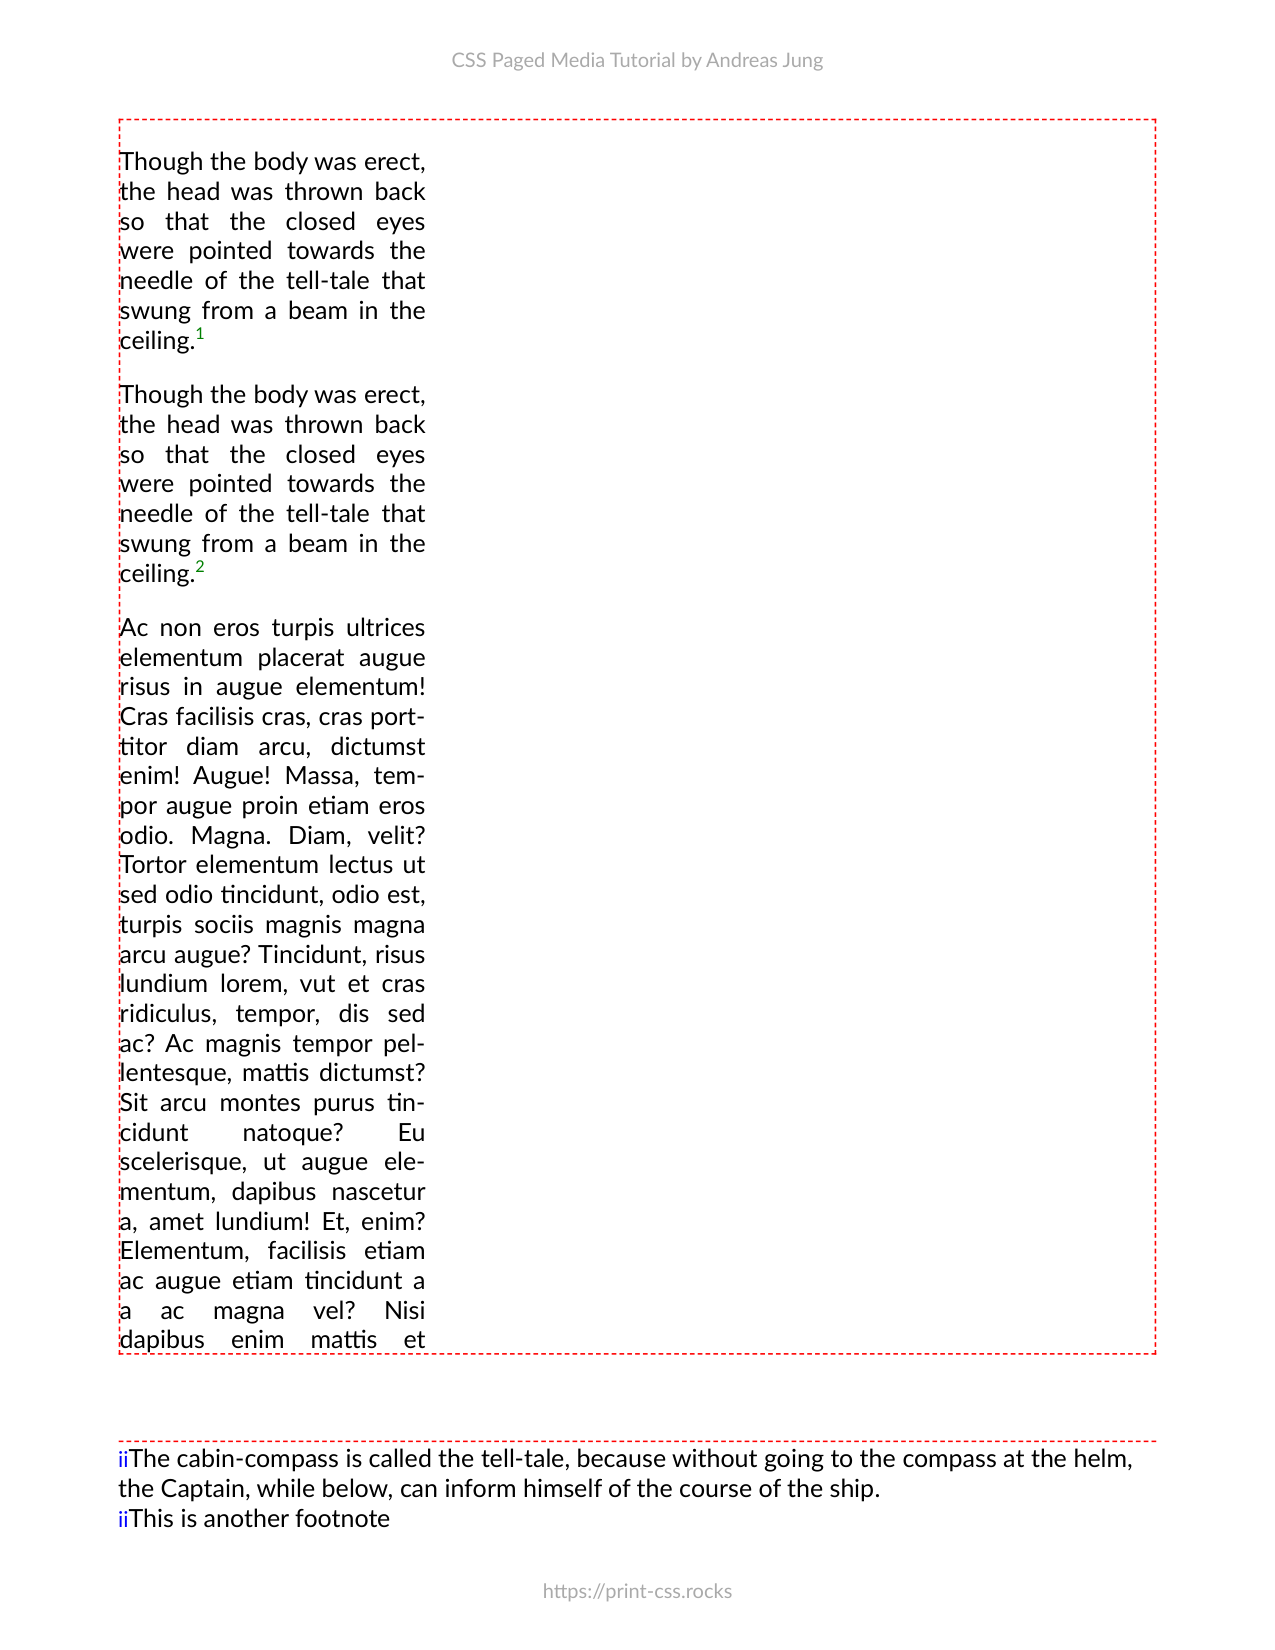 CSS Paged Media Tutorial by Andreas Jung
Though the body was erect,
the head was thrown back
so that the closed eyes
were pointed towards the
needle of the tell-tale that
swung from a beam in the
ceiling.1
Though the body was erect,
the head was thrown back
so that the closed eyes
were pointed towards the
needle of the tell-tale that
swung from a beam in the
ceiling.2
Ac non eros turpis ultrices
elementum placerat augue
risus in augue elementum!
Cras facilisis cras, cras port-
titor diam arcu, dictumst
enim! Augue! Massa, tem-
por augue proin etiam eros
odio. Magna. Diam, velit?
Tortor elementum lectus ut
sed odio tincidunt, odio est,
turpis sociis magnis magna
arcu augue? Tincidunt, risus
lundium lorem, vut et cras
ridiculus, tempor, dis sed
ac? Ac magnis tempor pel-
lentesque, mattis dictumst?
Sit arcu montes purus tin-
cidunt natoque? Eu
scelerisque, ut augue ele-
mentum, dapibus nascetur
a, amet lundium! Et, enim?
Elementum, facilisis etiam
ac augue etiam tincidunt a
a ac magna vel? Nisi
dapibus enim mattis et
iiThe cabin-compass is called the tell-tale, because without going to the compass at the helm,
the Captain, while below, can inform himself of the course of the ship.
iiThis is another footnote
https://print-css.rocks